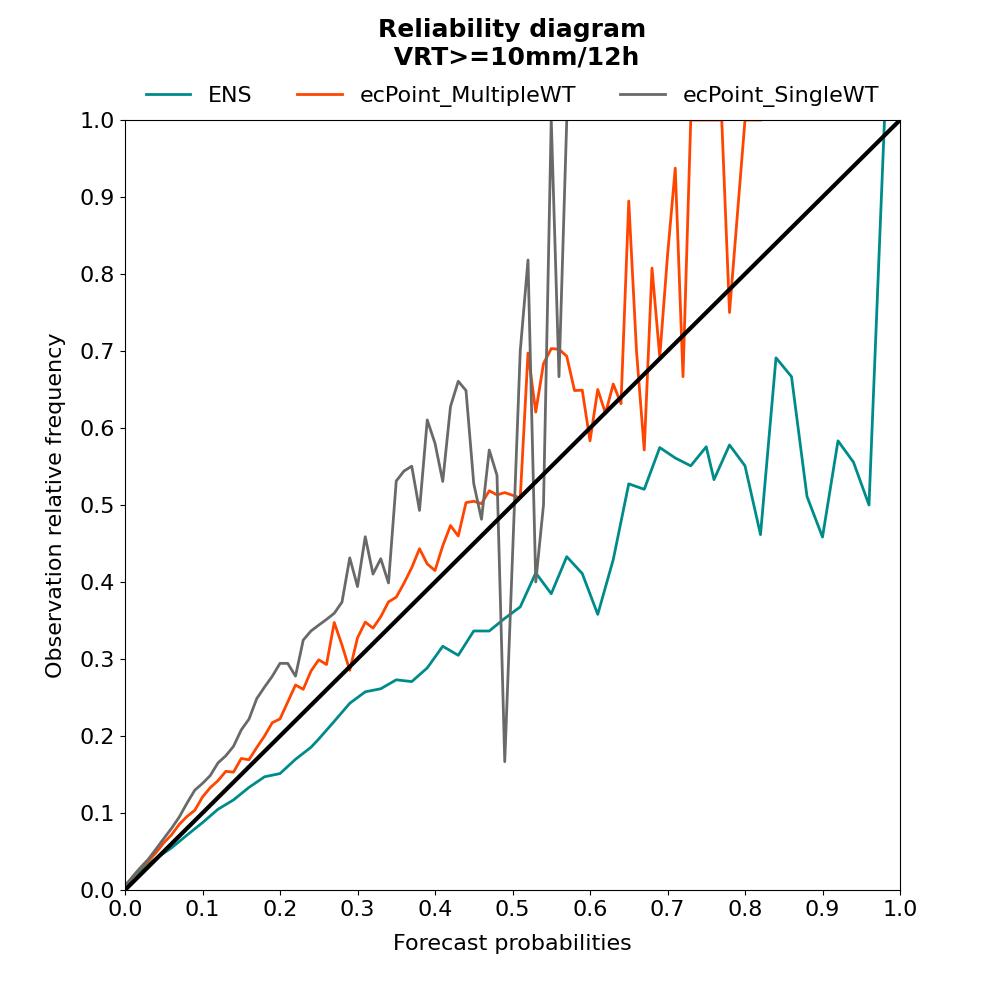 Reliability diagram
VRT>=10mm/12h
ENS ecPoint_MultipleWT ecPoint_SingleWT
1.0
0.9
0.8
0.7
0.6
0.5
0.4
0.3
0.2
0.1
0.0
Observation relative frequency
0.0 0.1 0.2 0.3 0.4 0.5 0.6 0.7 0.8 0.9 1.0
Forecast probabilities